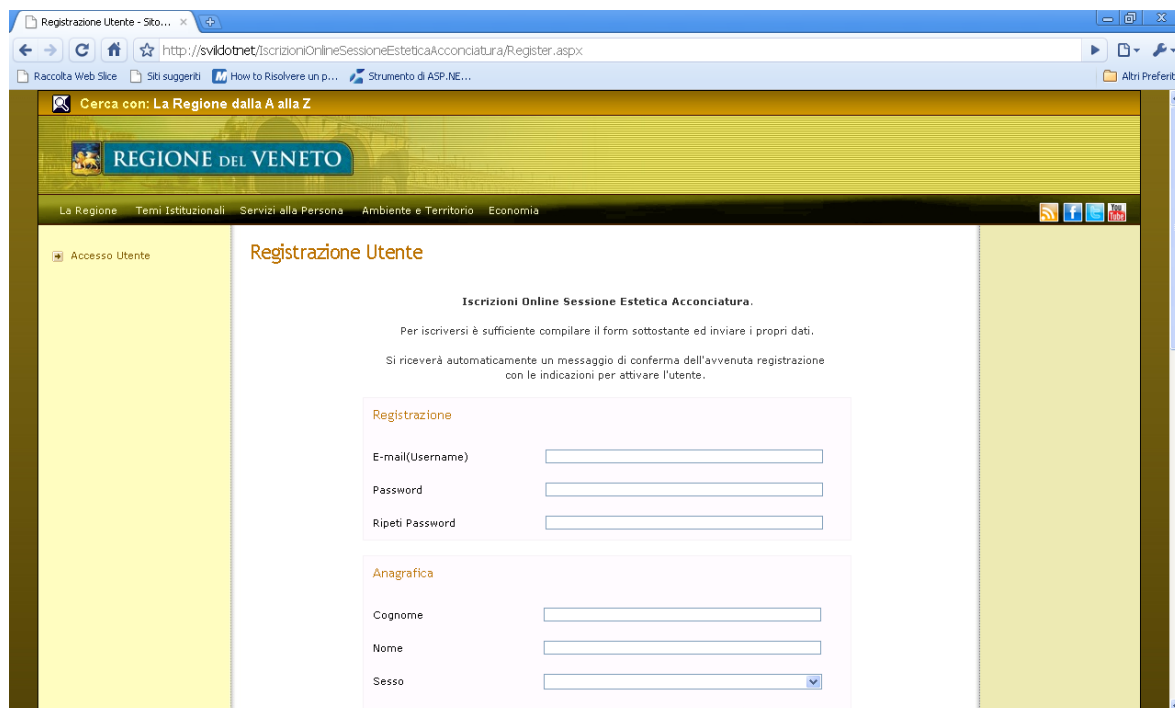 Registrazione Utente - Sito...
http://svildotnet/IscrizioniOnlineSessioneEsteticaAcconciatura/Register.aspx
Raccolta Web Slice Siti suggeriti How to Risolvere un p... Strumento di ASP.NE... Altri Preferit
Cerca con: La Regione dalla A alla Z
REGIONE DEL VENETO
La Regione Temi Istituzionali Servizi alla Persona Ambiente e Territorio Economia You Tube
Accesso Utente
Registrazione Utente
Iscrizioni Online Sessione Estetica Acconciatura.
Per iscriversi è sufficiente compilare il form sottostante ed inviare i propri dati.
Si riceverà automaticamente un messaggio di conferma dell'avvenuta registrazione
con le indicazioni per attivare l'utente.
Registrazione
E-mail(Username)
Password
Ripeti Password
Anagrafica
Cognome
Nome
Sesso